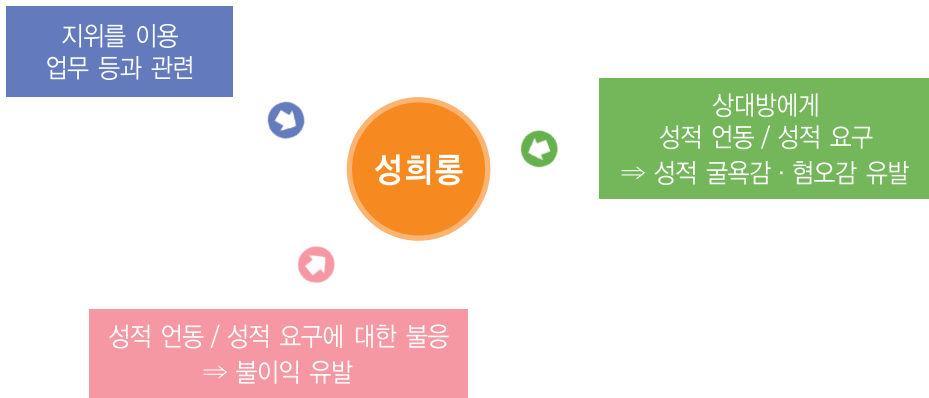 지위를 이용
업무 등과 관련
상대방에게
성적 언동 / 성적 요구
⇒ 성적 굴욕감 · 혐오감 유발
성희롱
성적 언동 / 성적 요구에 대한 불응
⇒ 불이익 유발